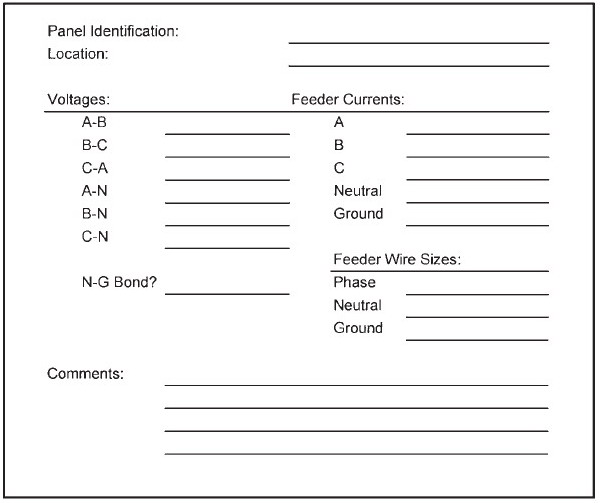 Panel Identification:
Location:
Voltages: Feeder Currents:
A-B A
B-C B
C-A C
A-N Neutral
B-N Ground
C-N
Feeder Wire Sizes:
N-G Bond? Phase
Neutral
Ground
Comments: